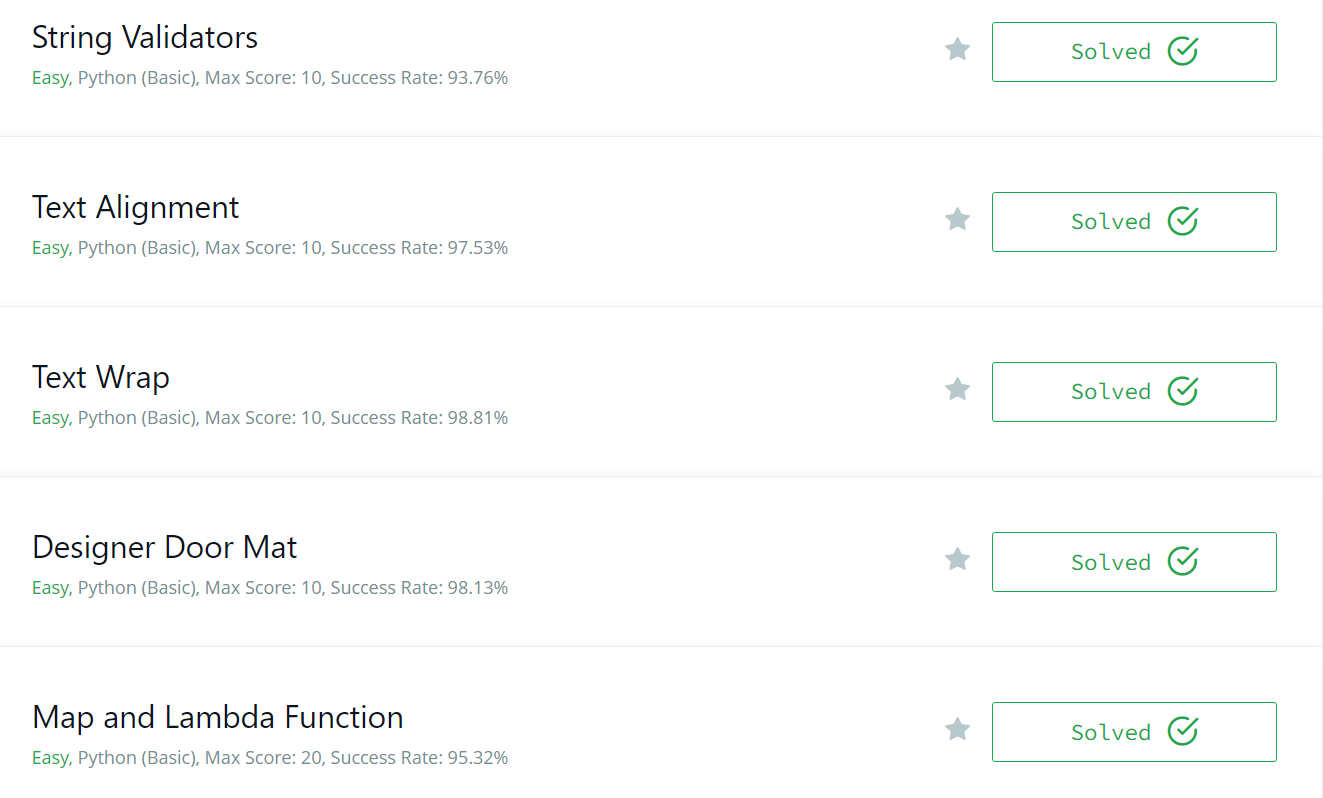 String Validators
Easy, Python (Basic), Max Score: 10, Success Rate: 93.76%
Solved
Text Alignment
Easy, Python (Basic), Max Score: 10, Success Rate: 97.53%
Solved
Text Wrap
Easy, Python (Basic), Max Score: 10, Success Rate: 98.81%
Solved
Designer Door Mat
Easy, Python (Basic), Max Score: 10, Success Rate: 98.13%
Solved
Map and Lambda Function
Easy, Python (Basic), Max Score: 20, Success Rate: 95.32%
Solved